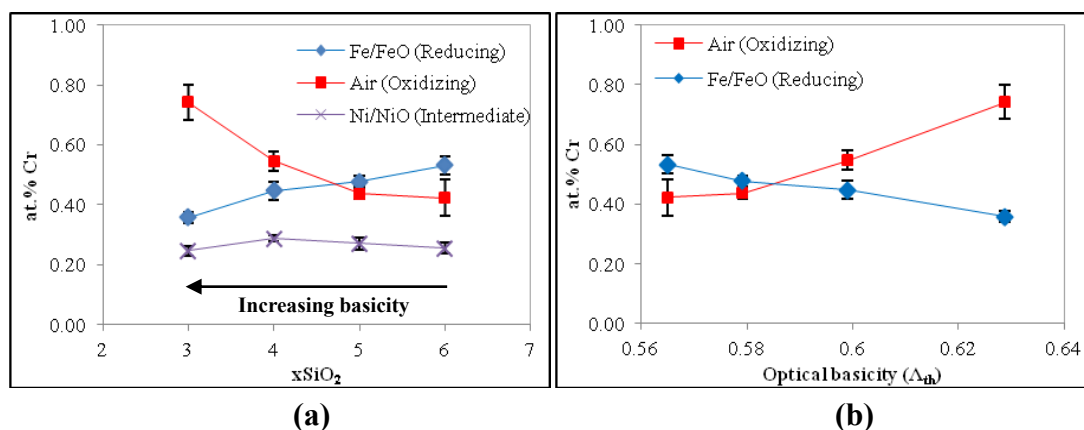 1.00
0.80
0.60
0.40
0.20
0.00
at.% Cr
Fe/FeO (Reducing)
Air (Oxidizing)
Ni/NiO (Intermediate)
Increasing basicity
2 3 4 5 6 7
xSiO₂
(a)
1.00
0.80
0.60
0.40
0.20
0.00
at.% Cr
Air (Oxidizing)
Fe/FeO (Reducing)
0.56 0.58 0.6 0.62 0.64
Optical basicity (Λth)
(b)